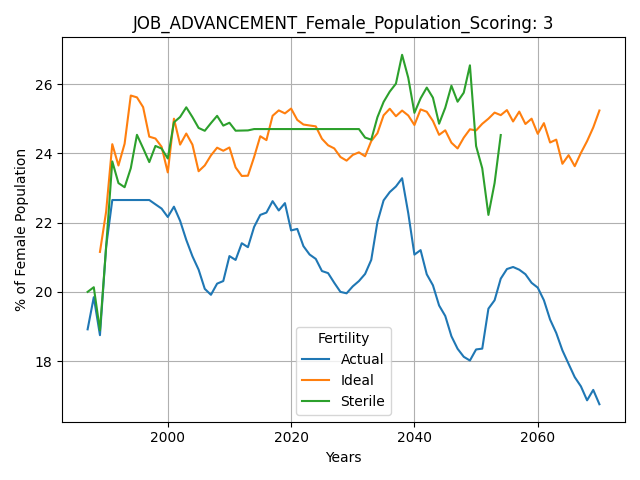 JOB_ADVANCEMENT_Female_Population_Scoring: 3
% of Female Population
26
24
22
20
18
Fertility
Actual
Ideal
Sterile
2000 2020 2040 2060
Years